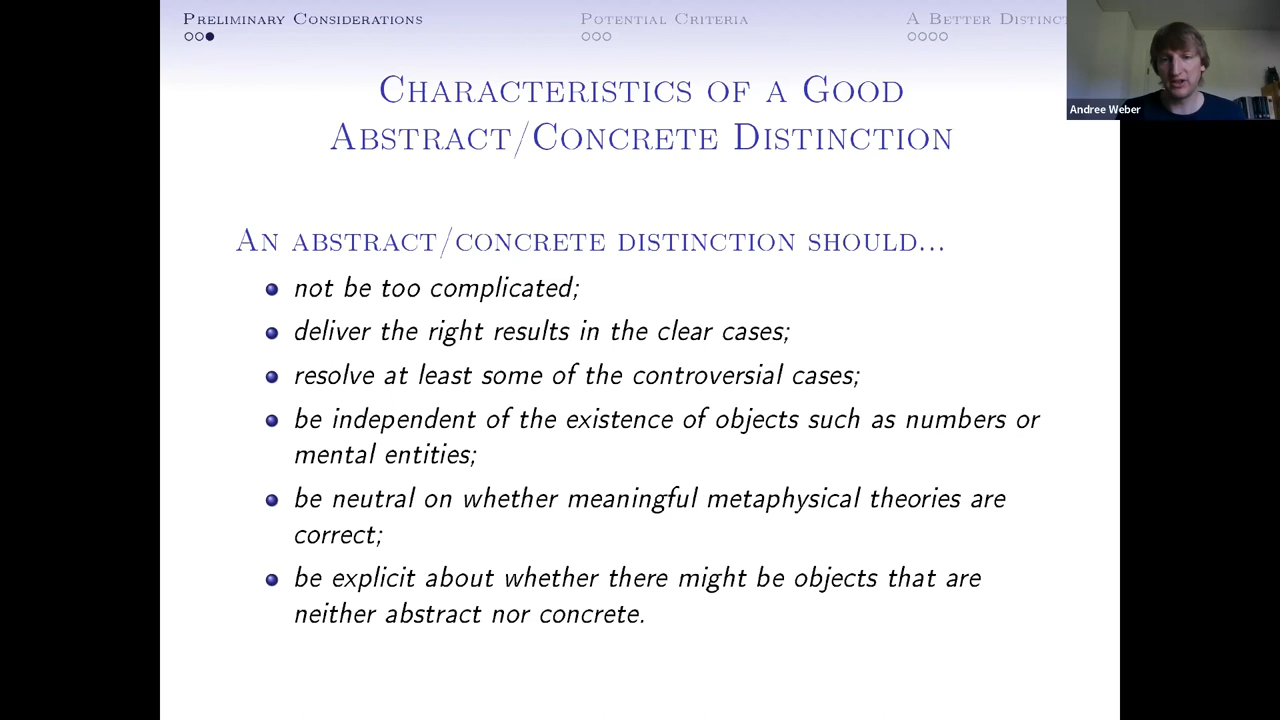 Preliminary Considerations
Potential Criteria
A Better Distinct
Andree Weber
Characteristics of a Good
Abstract/Concrete Distinction
An abstract/concrete distinction should...
not be too complicated;
deliver the right results in the clear cases;
resolve at least some of the controversial cases;
be independent of the existence of objects such as numbers or
mental entities;
be neutral on whether meaningful metaphysical theories are
correct;
be explicit about whether there might be objects that are
neither abstract nor concrete.